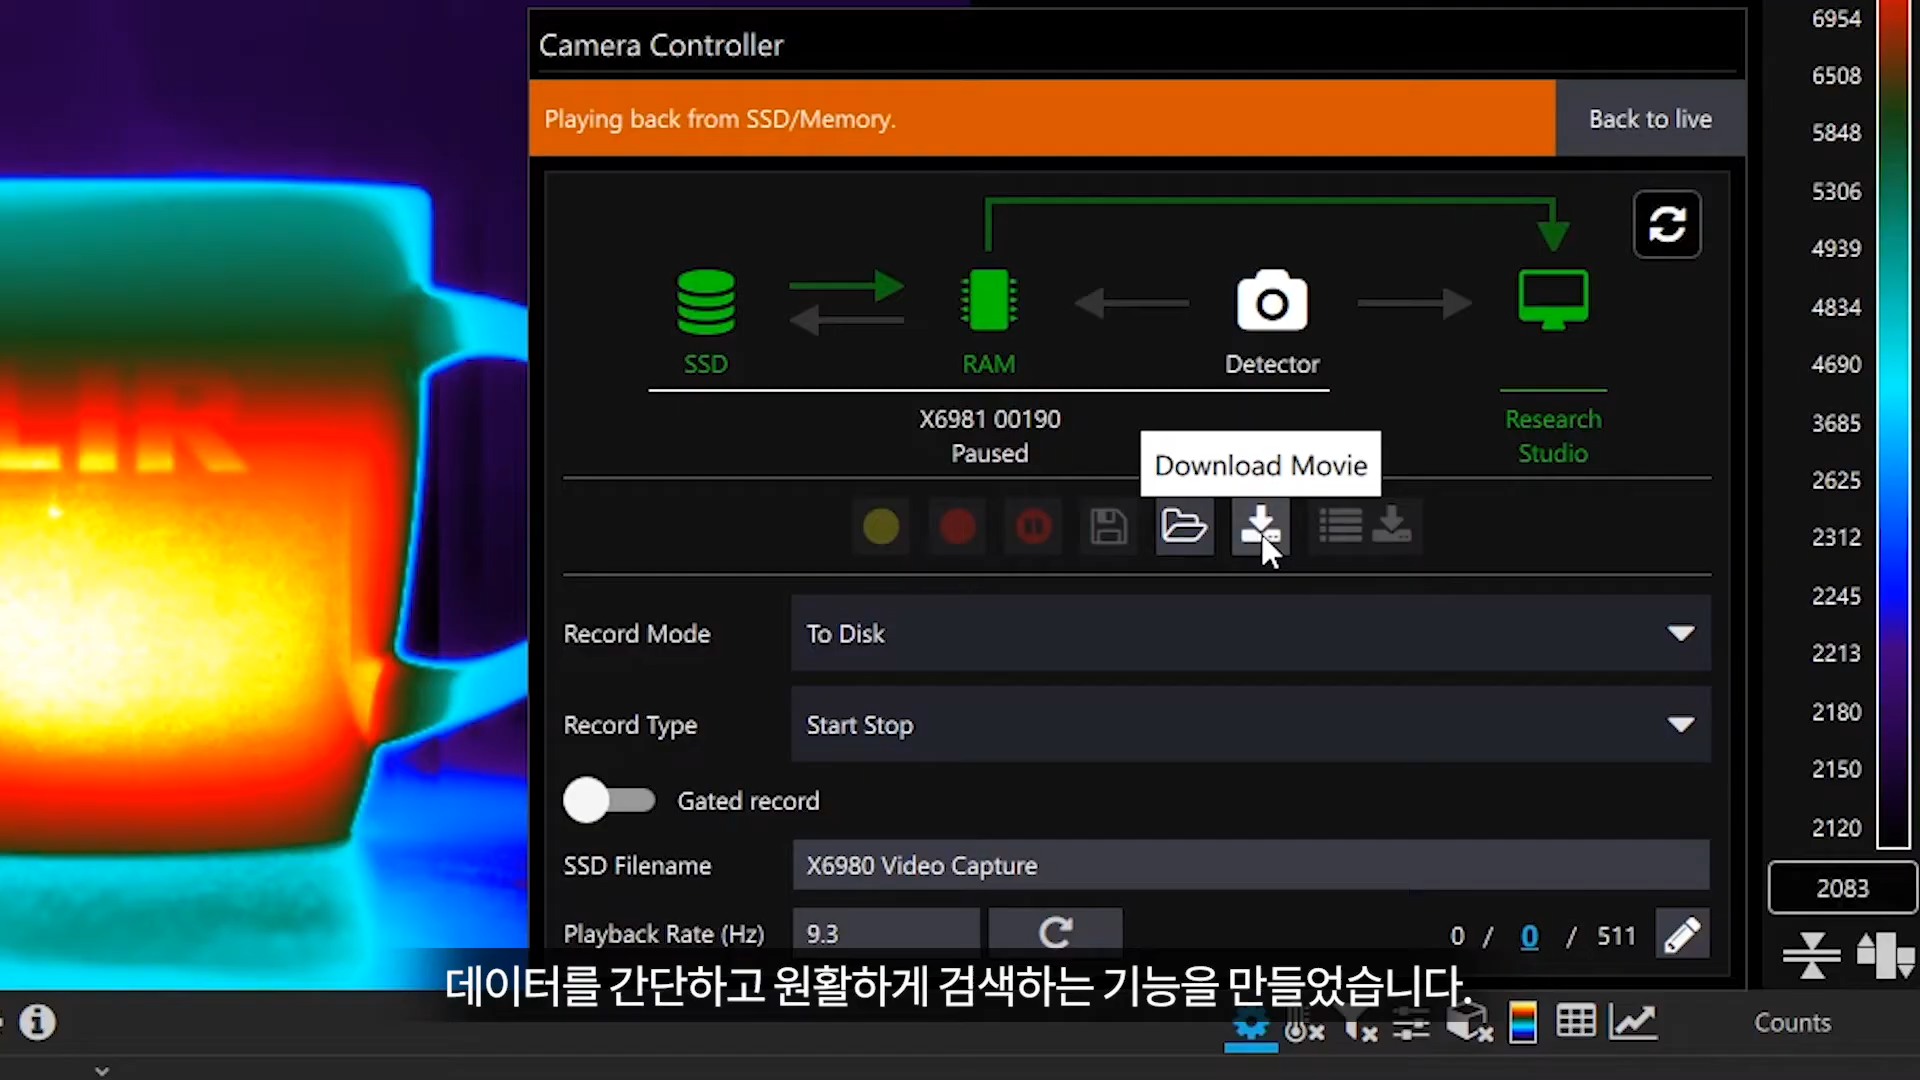 Camera Controller
Playing back from SSD/Memory.
Back to live
SSD
RAM
Detector
X6981 00190
Paused
Research
Studio
Download Movie
Record Mode
To Disk
Record Type
Start Stop
Gated record
SSD Filename
X6980 Video Capture
Playback Rate (Hz)
9.3
0 / 0 / 511
데이터를 간단하고 원활하게 검색하는 기능을 만들었습니다.
6954
6508
5848
5306
4939
4834
4690
3685
2625
2312
2245
2213
2180
2150
2120
2083
Counts
LIR